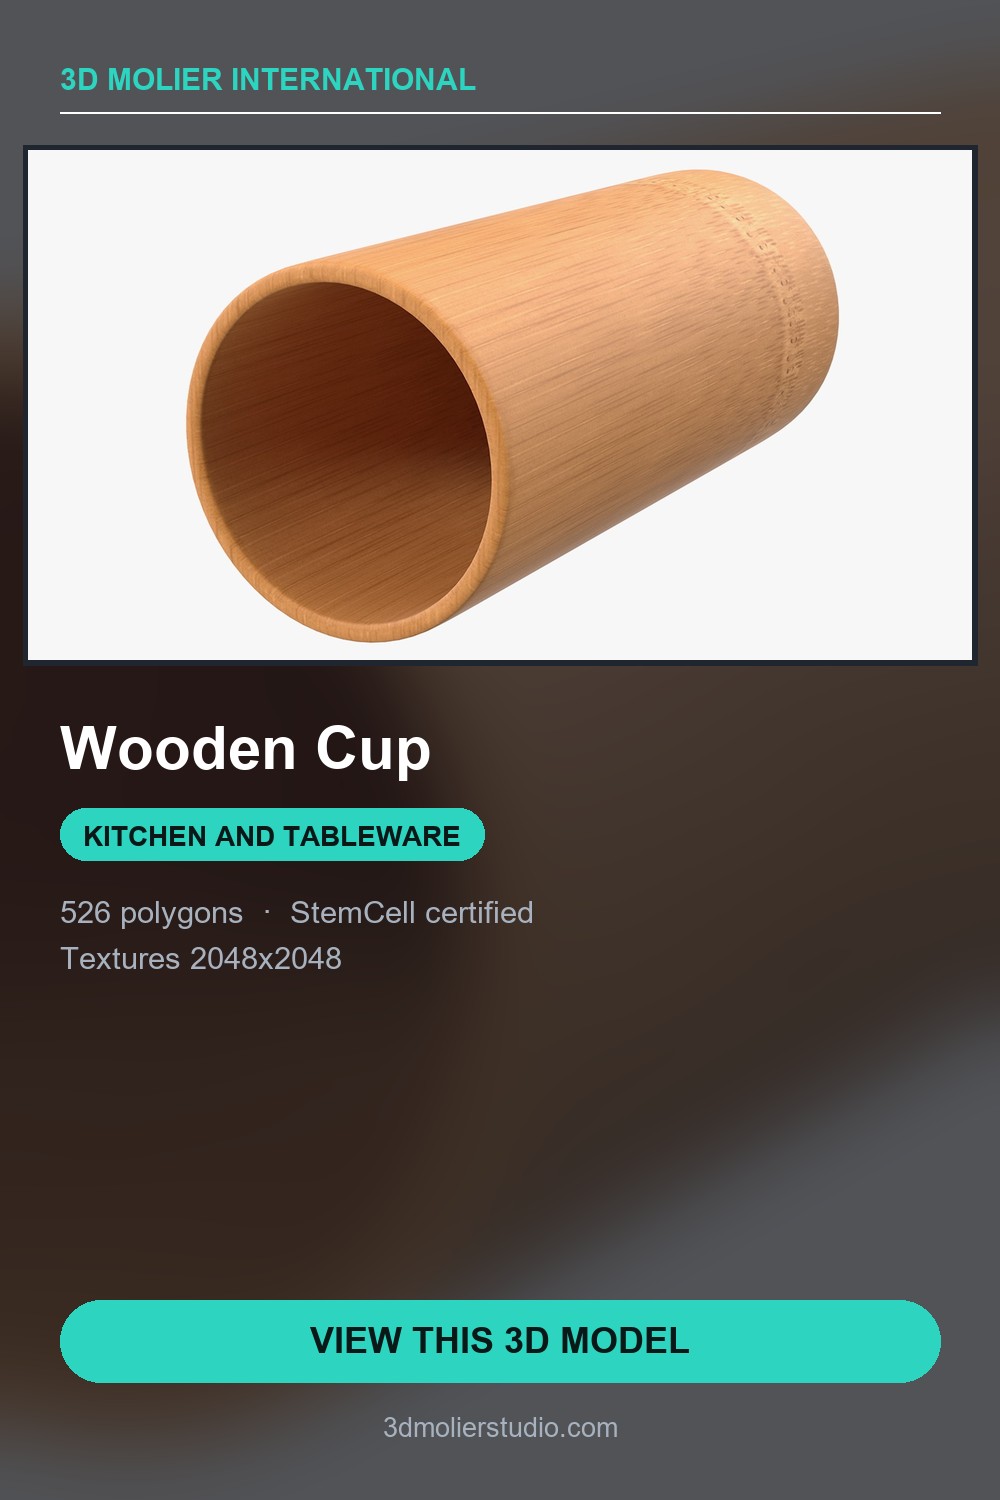 3D MOLIER INTERNATIONAL
Wooden Cup
KITCHEN AND TABLEWARE
526 polygons · StemCell certified
Textures 2048x2048
VIEW THIS 3D MODEL
3dmolierstudio.com